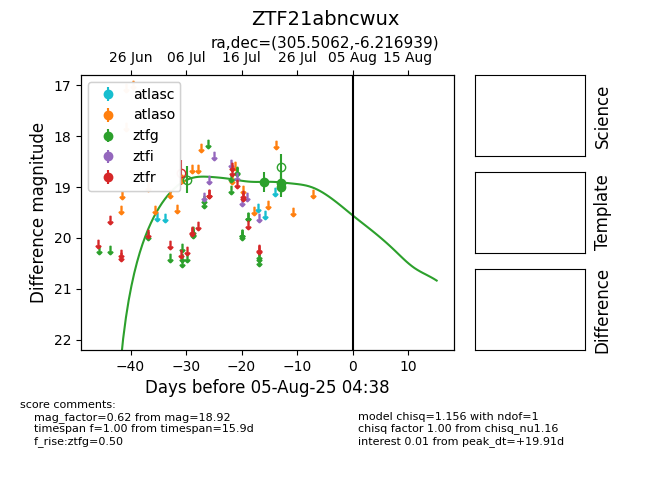 ZTF21abncwux
ra,dec=(305.5062,-6.216939)
26 Jun 06 Jul 16 Jul 26 Jul 05 Aug 15 Aug
17
18
19
20
21
22
Difference magnitude
atlasc
atlaso
ztfg
ztfi
ztfr
−40 −30 −20 −10 0 10
Days before 05-Aug-25 04:38
Science
Template
Difference
score comments:
mag_factor=0.62 from mag=18.92
timespan f=1.00 from timespan=15.9d
f_rise:ztfg=0.50
model chisq=1.156 with ndof=1
chisq factor 1.00 from chisq_nu1.16
interest 0.01 from peak_dt=+19.91d